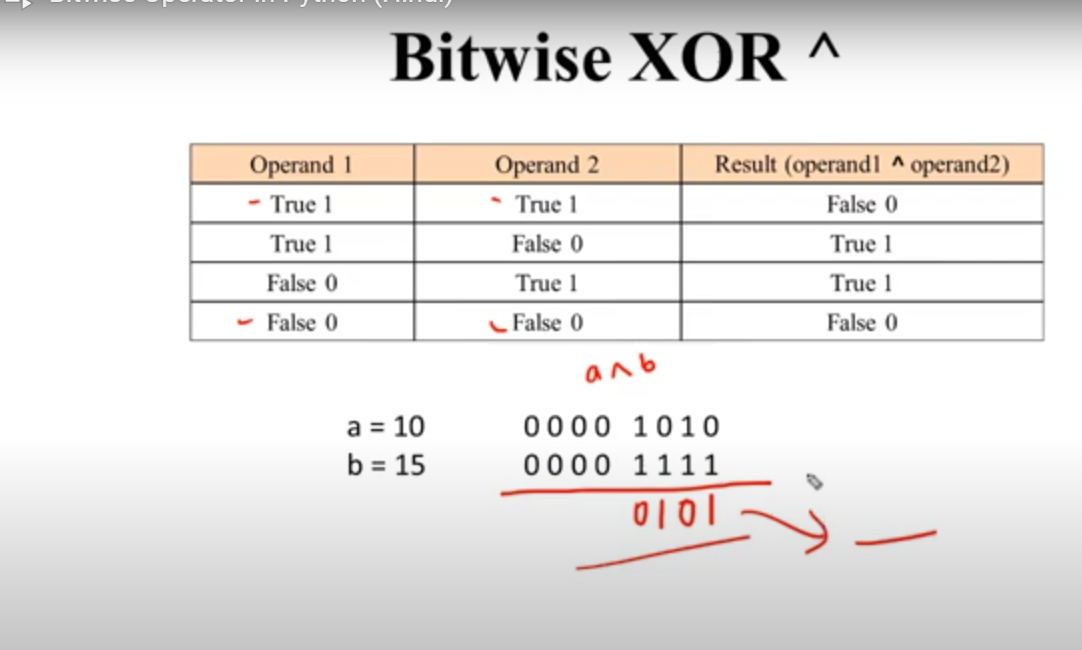 Bitwise Operator in Python (Hindi)
Bitwise XOR ^
Operand 1 Operand 2 Result (operand1 ^ operand2)
- True 1 True 1 False 0
True 1 False 0 True 1
False 0 True 1 True 1
False 0 False 0 False 0
a ^ b
a = 10 0000 1010
b = 15 0000 1111
0101